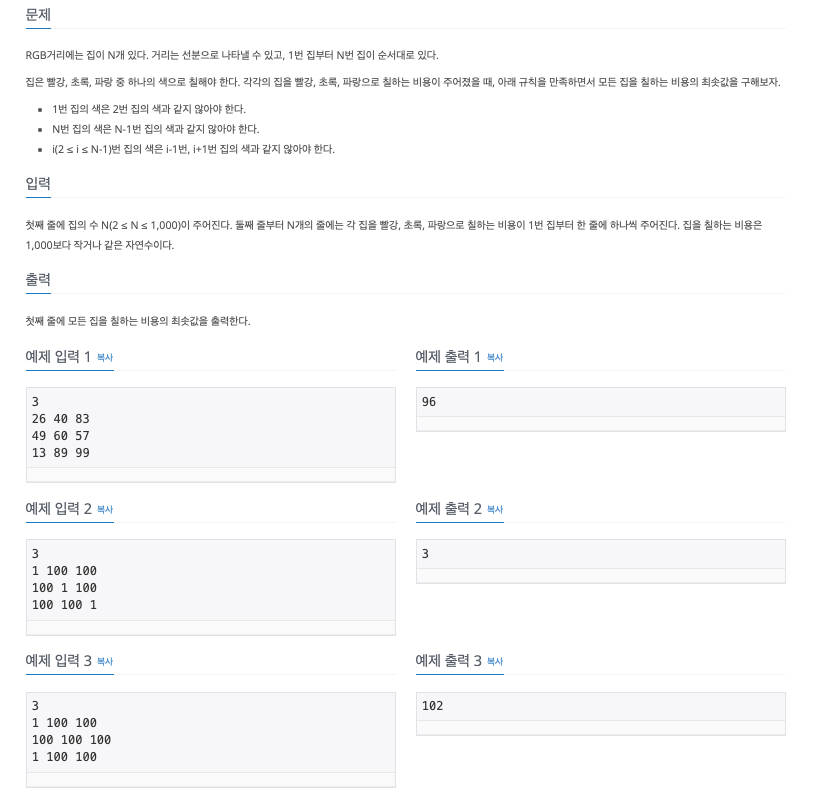 문제
RGB거리에는 집이 N개 있다. 거리는 선분으로 나타낼 수 있고, 1번 집부터 N번 집이 순서대로 있다.
집은 빨강, 초록, 파랑 중 하나의 색으로 칠해야 한다. 각각의 집을 빨강, 초록, 파랑으로 칠하는 비용이 주어졌을 때, 아래 규칙을 만족하면서 모든 집을 칠하는 비용의 최솟값을 구해보자.
• 1번 집의 색은 2번 집의 색과 같지 않아야 한다.
• N번 집의 색은 N-1번 집의 색과 같지 않아야 한다.
• i(2 ≤ i ≤ N-1)번 집의 색은 i-1번, i+1번 집의 색과 같지 않아야 한다.
입력
첫째 줄에 집의 수 N(2 ≤ N ≤ 1,000)이 주어진다. 둘째 줄부터 N개의 줄에는 각 집을 빨강, 초록, 파랑으로 칠하는 비용이 1번 집부터 한 줄에 하나씩 주어진다. 집을 칠하는 비용은
1,000보다 작거나 같은 자연수이다.
출력
첫째 줄에 모든 집을 칠하는 비용의 최솟값을 출력한다.
예제 입력 1 복사
3
26 40 83
49 60 57
13 89 99
예제 출력 1 복사
96
예제 입력 2 복사
3
1 100 100
100 1 100
100 100 1
예제 출력 2 복사
3
예제 입력 3 복사
3
1 100 100
100 100 100
1 100 100
예제 출력 3 복사
102